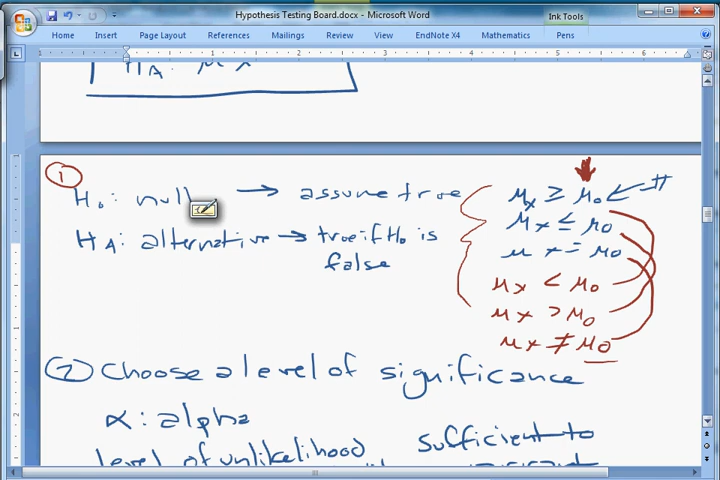 Hypothesis Testing Board.docx - Microsoft Word
Ink Tools
Home Insert Page Layout References Mailings Review View EndNote X4 Mathematics Pens
HA: μx
①
H0: null → assume true
HA: alternative → true if H0 is
false
μx ≥ μ0 ← #
μx ≤ μ0
μx = μ0
μx < μ0
μx > μ0
μx ≠ μ0
② Choose a level of significance
α: alpha
level of unlikelihood
sufficient to